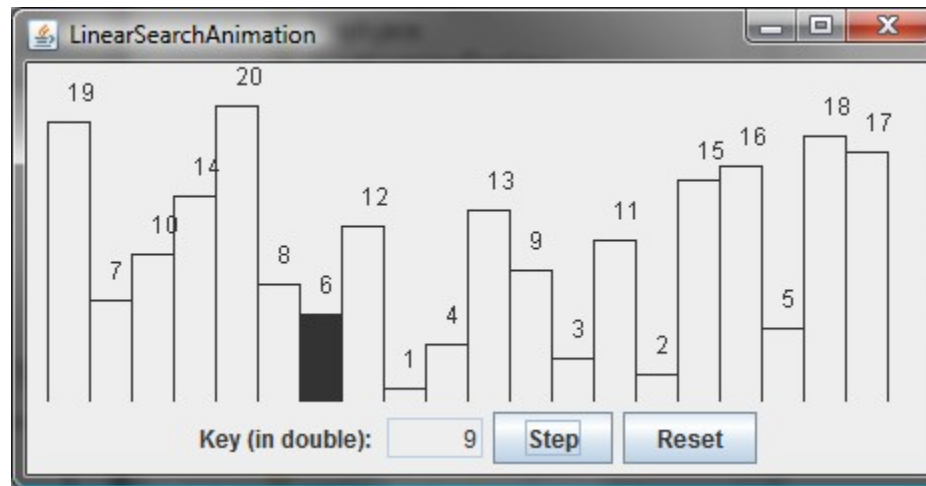 LinearSearchAnimation
19 7 10 14 20 8 6 12 1 4 13 9 3 11 2 15 16 5 18 17
Key (in double): 9 Step Reset